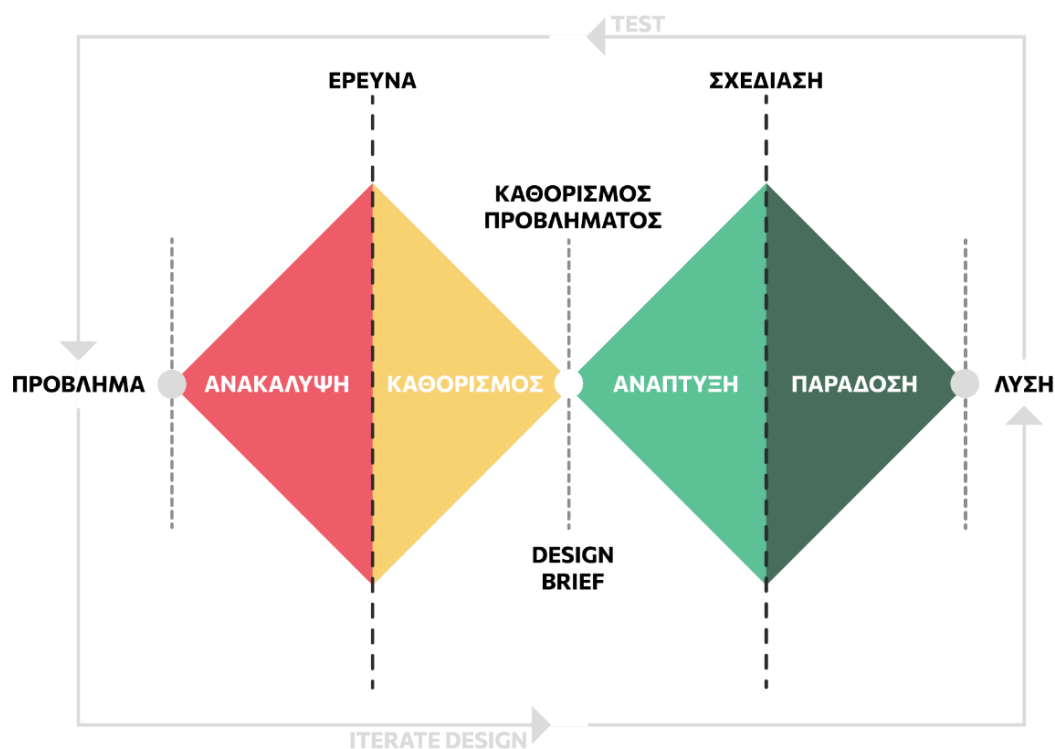 TEST
ΕΡΕΥΝΑ
ΣΧΕΔΙΑΣΗ
ΚΑΘΟΡΙΣΜΟΣ
ΠΡΟΒΛΗΜΑΤΟΣ
ΠΡΟΒΛΗΜΑ
ΑΝΑΚΑΛΥΨΗ
ΚΑΘΟΡΙΣΜΟΣ
ΑΝΑΠΤΥΞΗ
ΠΑΡΑΔΟΣΗ
ΛΥΣΗ
DESIGN
BRIEF
ITERATE DESIGN